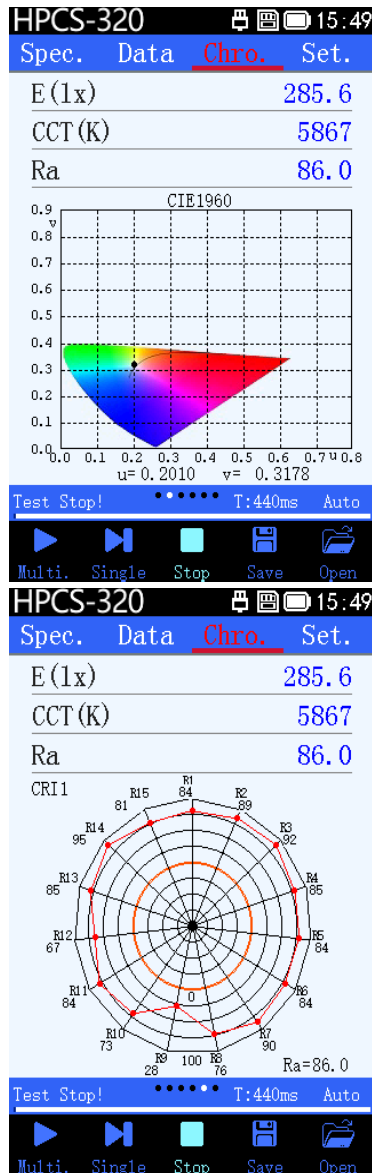 HPCS-320 15:49
Spec. Data Chro. Set.
E(lx) 285.6
CCT(K) 5867
Ra 86.0
CIE1960
0.9
v
0.8
0.7
0.6
0.5
0.4
0.3
0.2
0.1
0.0
0.0 0.1 0.2 0.3 0.4 0.5 0.6 0.7 u 0.8
u= 0.2010 v= 0.3178
Test Stop! T:440ms Auto
Multi. Single Stop Save Open
HPCS-320 15:49
Spec. Data Chro. Set.
E(lx) 285.6
CCT(K) 5867
Ra 86.0
CRI1
R1
84
R2
89
R3
92
R4
85
R5
84
R6
84
R7
90
R8
76
R9
28
R10
73
R11
84
R12
67
R13
85
R14
95
R15
81
0
100
Ra=86.0
Test Stop! T:440ms Auto
Multi. Single Stop Save Open